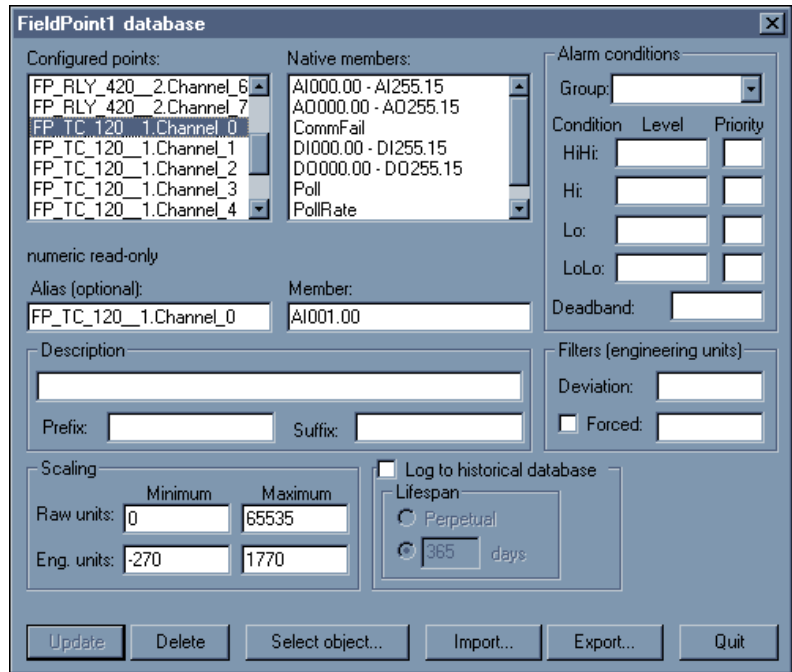 FieldPoint1 database
Configured points:
FP_RLY_420__2.Channel_6
FP_RLY_420__2.Channel_7
FP_TC_120__1.Channel_0
FP_TC_120__1.Channel_1
FP_TC_120__1.Channel_2
FP_TC_120__1.Channel_3
FP_TC_120__1.Channel_4
Native members:
AI000.00 - AI255.15
AO000.00 - AO255.15
CommFail
DI000.00 - DI255.15
DO000.00 - DO255.15
Poll
PollRate
Alarm conditions
Group:
Condition Level Priority
HiHi:
Hi:
Lo:
LoLo:
Deadband:
numeric read-only
Alias (optional):
FP_TC_120__1.Channel_0
Member:
AI001.00
Description
Prefix:
Suffix:
Filters (engineering units)
Deviation:
Forced:
Scaling
Minimum Maximum
Raw units: 0 65535
Eng. units: -270 1770
Log to historical database
Lifespan
Perpetual
365 days
Update Delete Select object... Import... Export... Quit